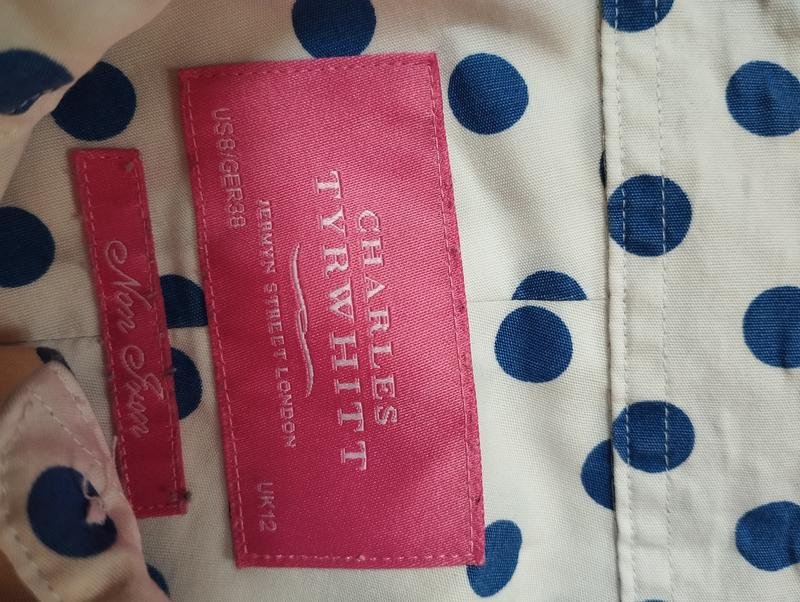 CHARLES
TYRWHITT
JERMYN STREET LONDON
US8/GER38
UK12
Non Iron